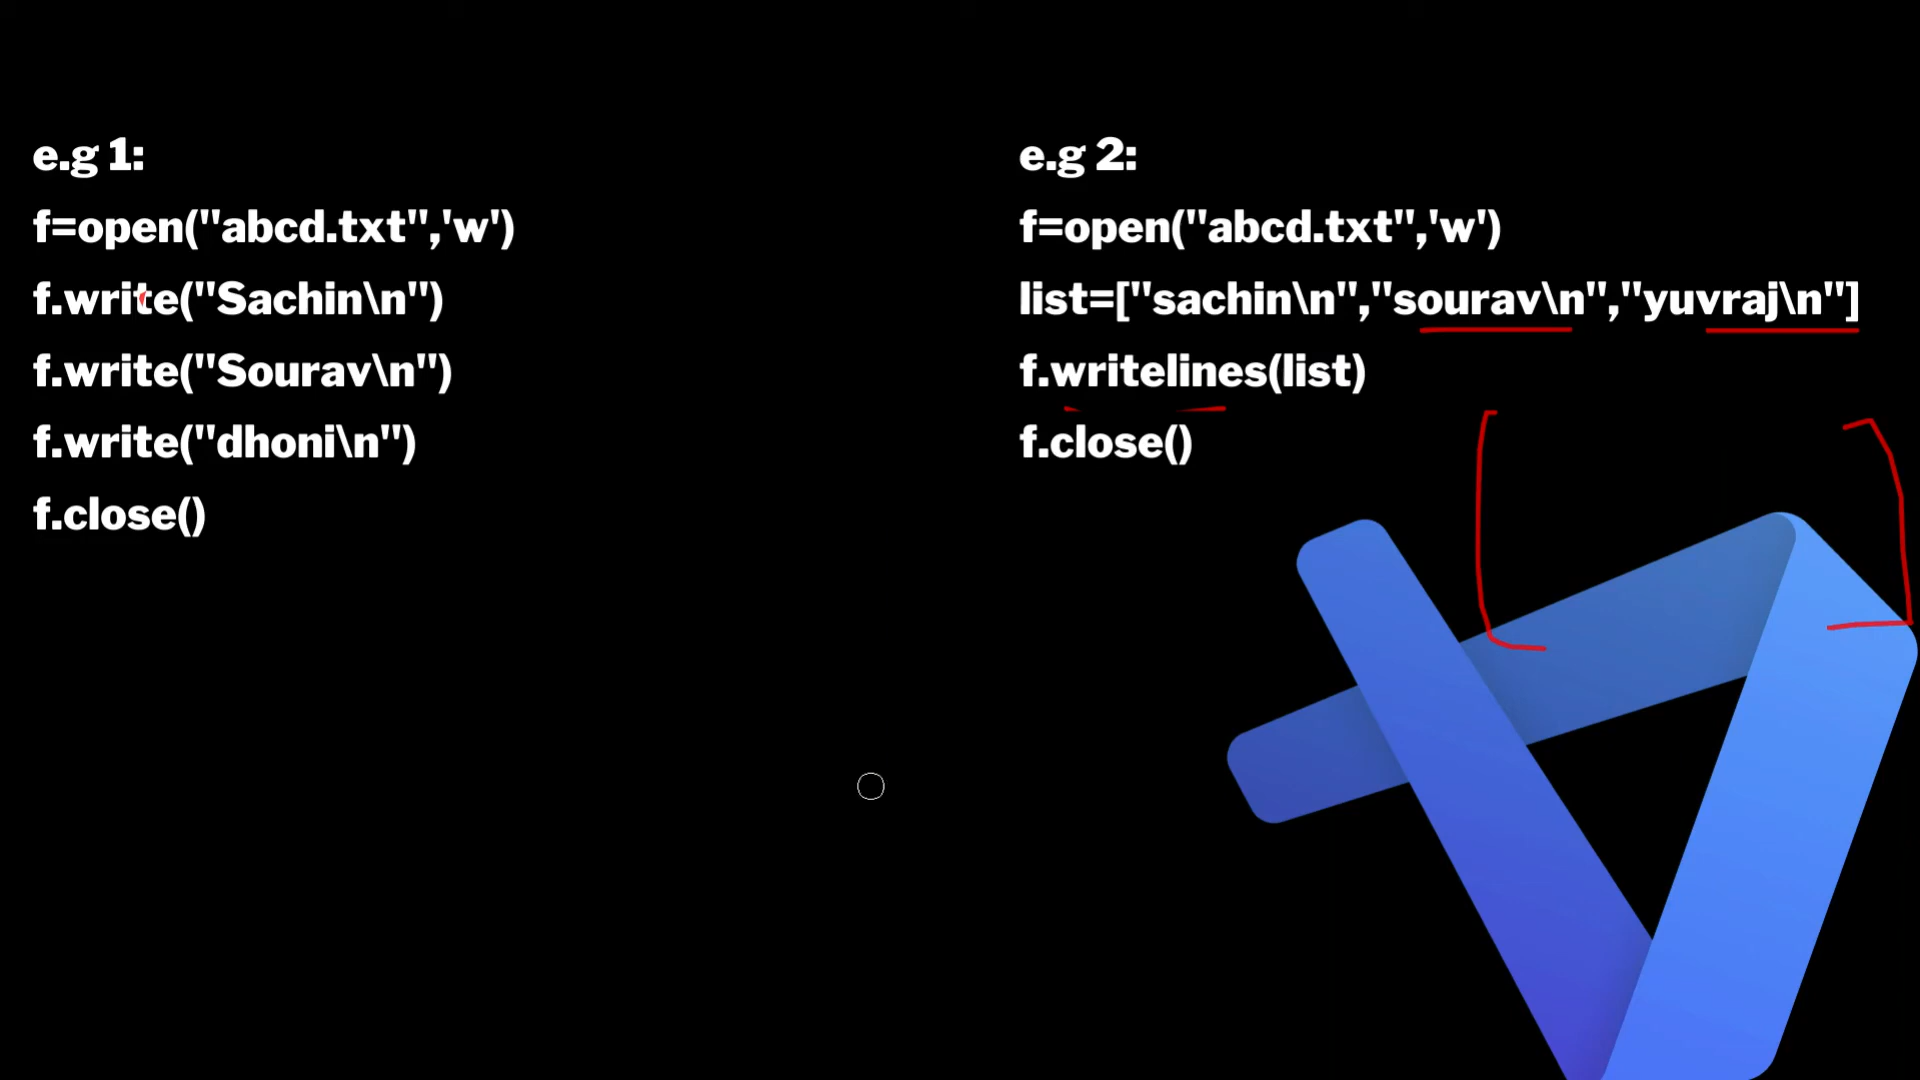 e.g 1:
f=open("abcd.txt",'w')
f.write("Sachin\n")
f.write("Sourav\n")
f.write("dhoni\n")
f.close()
e.g 2:
f=open("abcd.txt",'w')
list=["sachin\n","sourav\n","yuvraj\n"]
f.writelines(list)
f.close()